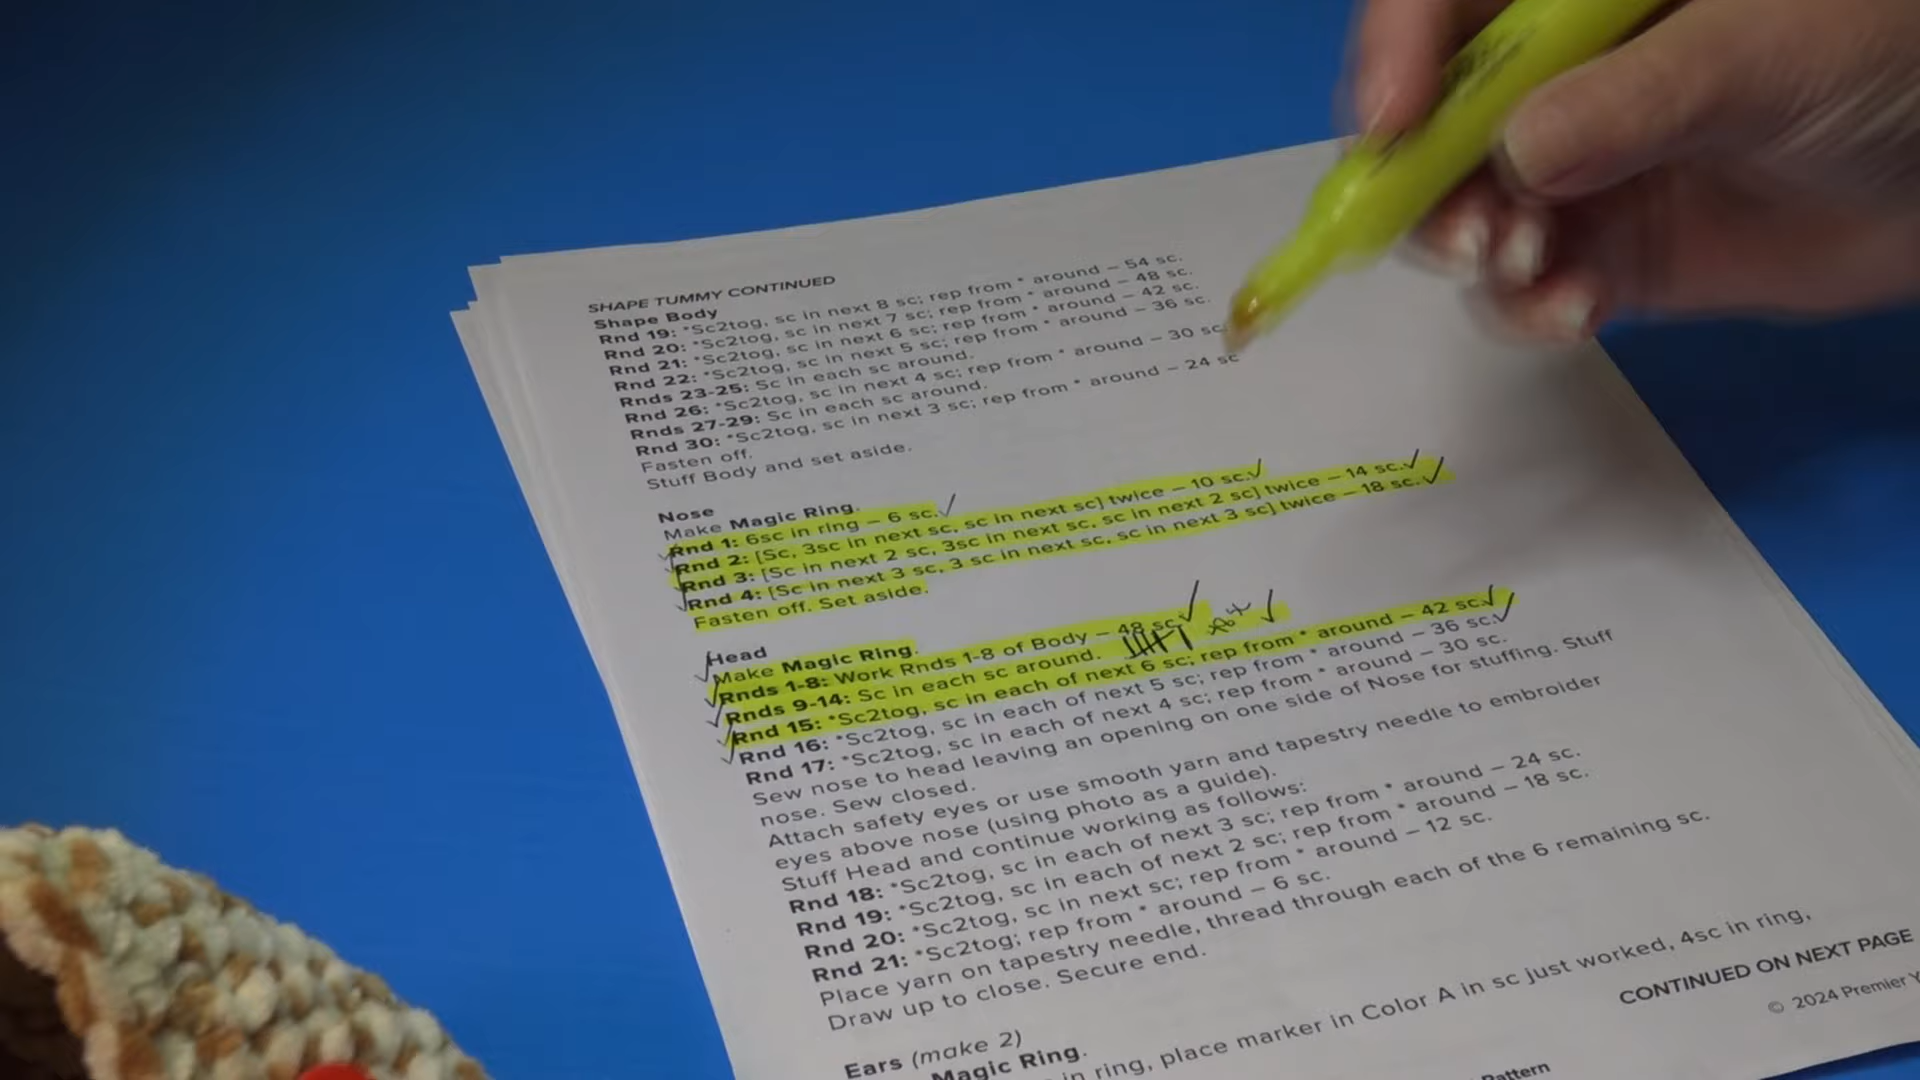 SHAPE TUMMY CONTINUED
Shape Body
Rnd 19: *Sc2tog, sc in next 8 sc; rep from * around – 54 sc.
Rnd 20: *Sc2tog, sc in next 7 sc; rep from * around – 48 sc.
Rnd 21: *Sc2tog, sc in next 6 sc; rep from * around – 42 sc.
Rnd 22: *Sc2tog, sc in next 5 sc; rep from * around – 36 sc.
Rnds 23-25: Sc in each sc around.
Rnd 26: *Sc2tog, sc in next 4 sc; rep from * around – 30 sc.
Rnds 27-29: Sc in each sc around.
Rnd 30: *Sc2tog, sc in next 3 sc; rep from * around – 24 sc
Fasten off.
Stuff Body and set aside.
Nose
Make Magic Ring.
Rnd 1: 6sc in ring – 6 sc. ✓
Rnd 2: [Sc, 3sc in next sc, sc in next sc] twice – 10 sc. ✓
Rnd 3: [Sc in next 2 sc, 3sc in next sc, sc in next 2 sc] twice – 14 sc. ✓
Rnd 4: [Sc in next 3 sc, 3 sc in next sc, sc in next 3 sc] twice – 18 sc. ✓
Fasten off. Set aside.
Head
Make Magic Ring.
Rnds 1-8: Work Rnds 1-8 of Body – 48 sc. ✓
Rnds 9-14: Sc in each sc around.
Rnd 15: *Sc2tog, sc in each of next 6 sc; rep from * around – 42 sc. ✓
Rnd 16: *Sc2tog, sc in each of next 5 sc; rep from * around – 36 sc. ✓
Rnd 17: *Sc2tog, sc in each of next 4 sc; rep from * around – 30 sc.
Sew nose to head leaving an opening on one side of Nose for stuffing. Stuff
nose. Sew closed.
Attach safety eyes or use smooth yarn and tapestry needle to embroider
eyes above nose (using photo as a guide).
Stuff Head and continue working as follows:
Rnd 18: *Sc2tog, sc in each of next 3 sc; rep from * around – 24 sc.
Rnd 19: *Sc2tog, sc in each of next 2 sc; rep from * around – 18 sc.
Rnd 20: *Sc2tog, sc in next sc; rep from * around – 12 sc.
Rnd 21: *Sc2tog; rep from * around – 6 sc.
Place yarn on tapestry needle, thread through each of the 6 remaining sc.
Draw up to close. Secure end.
Ears (make 2)
Magic Ring.
in ring, place marker in Color A in sc just worked, 4sc in ring,
CONTINUED ON NEXT PAGE
© 2024 Premier Y
Pattern